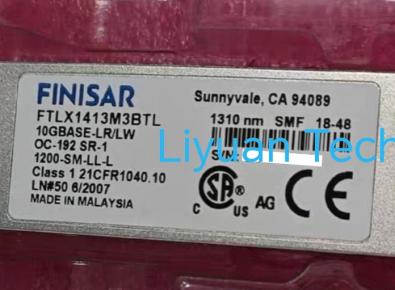 FINISAR
FTLX1413M3BTL
10GBASE-LR/LW
OC-192 SR-1
1200-SM-LL-L
Class 1 21CFR1040.10
LN#50 6/2007
MADE IN MALAYSIA
Sunnyvale, CA 94089
1310 nm SMF 18-48
S/N
Liyuan Tech
SA
C US
AG CE